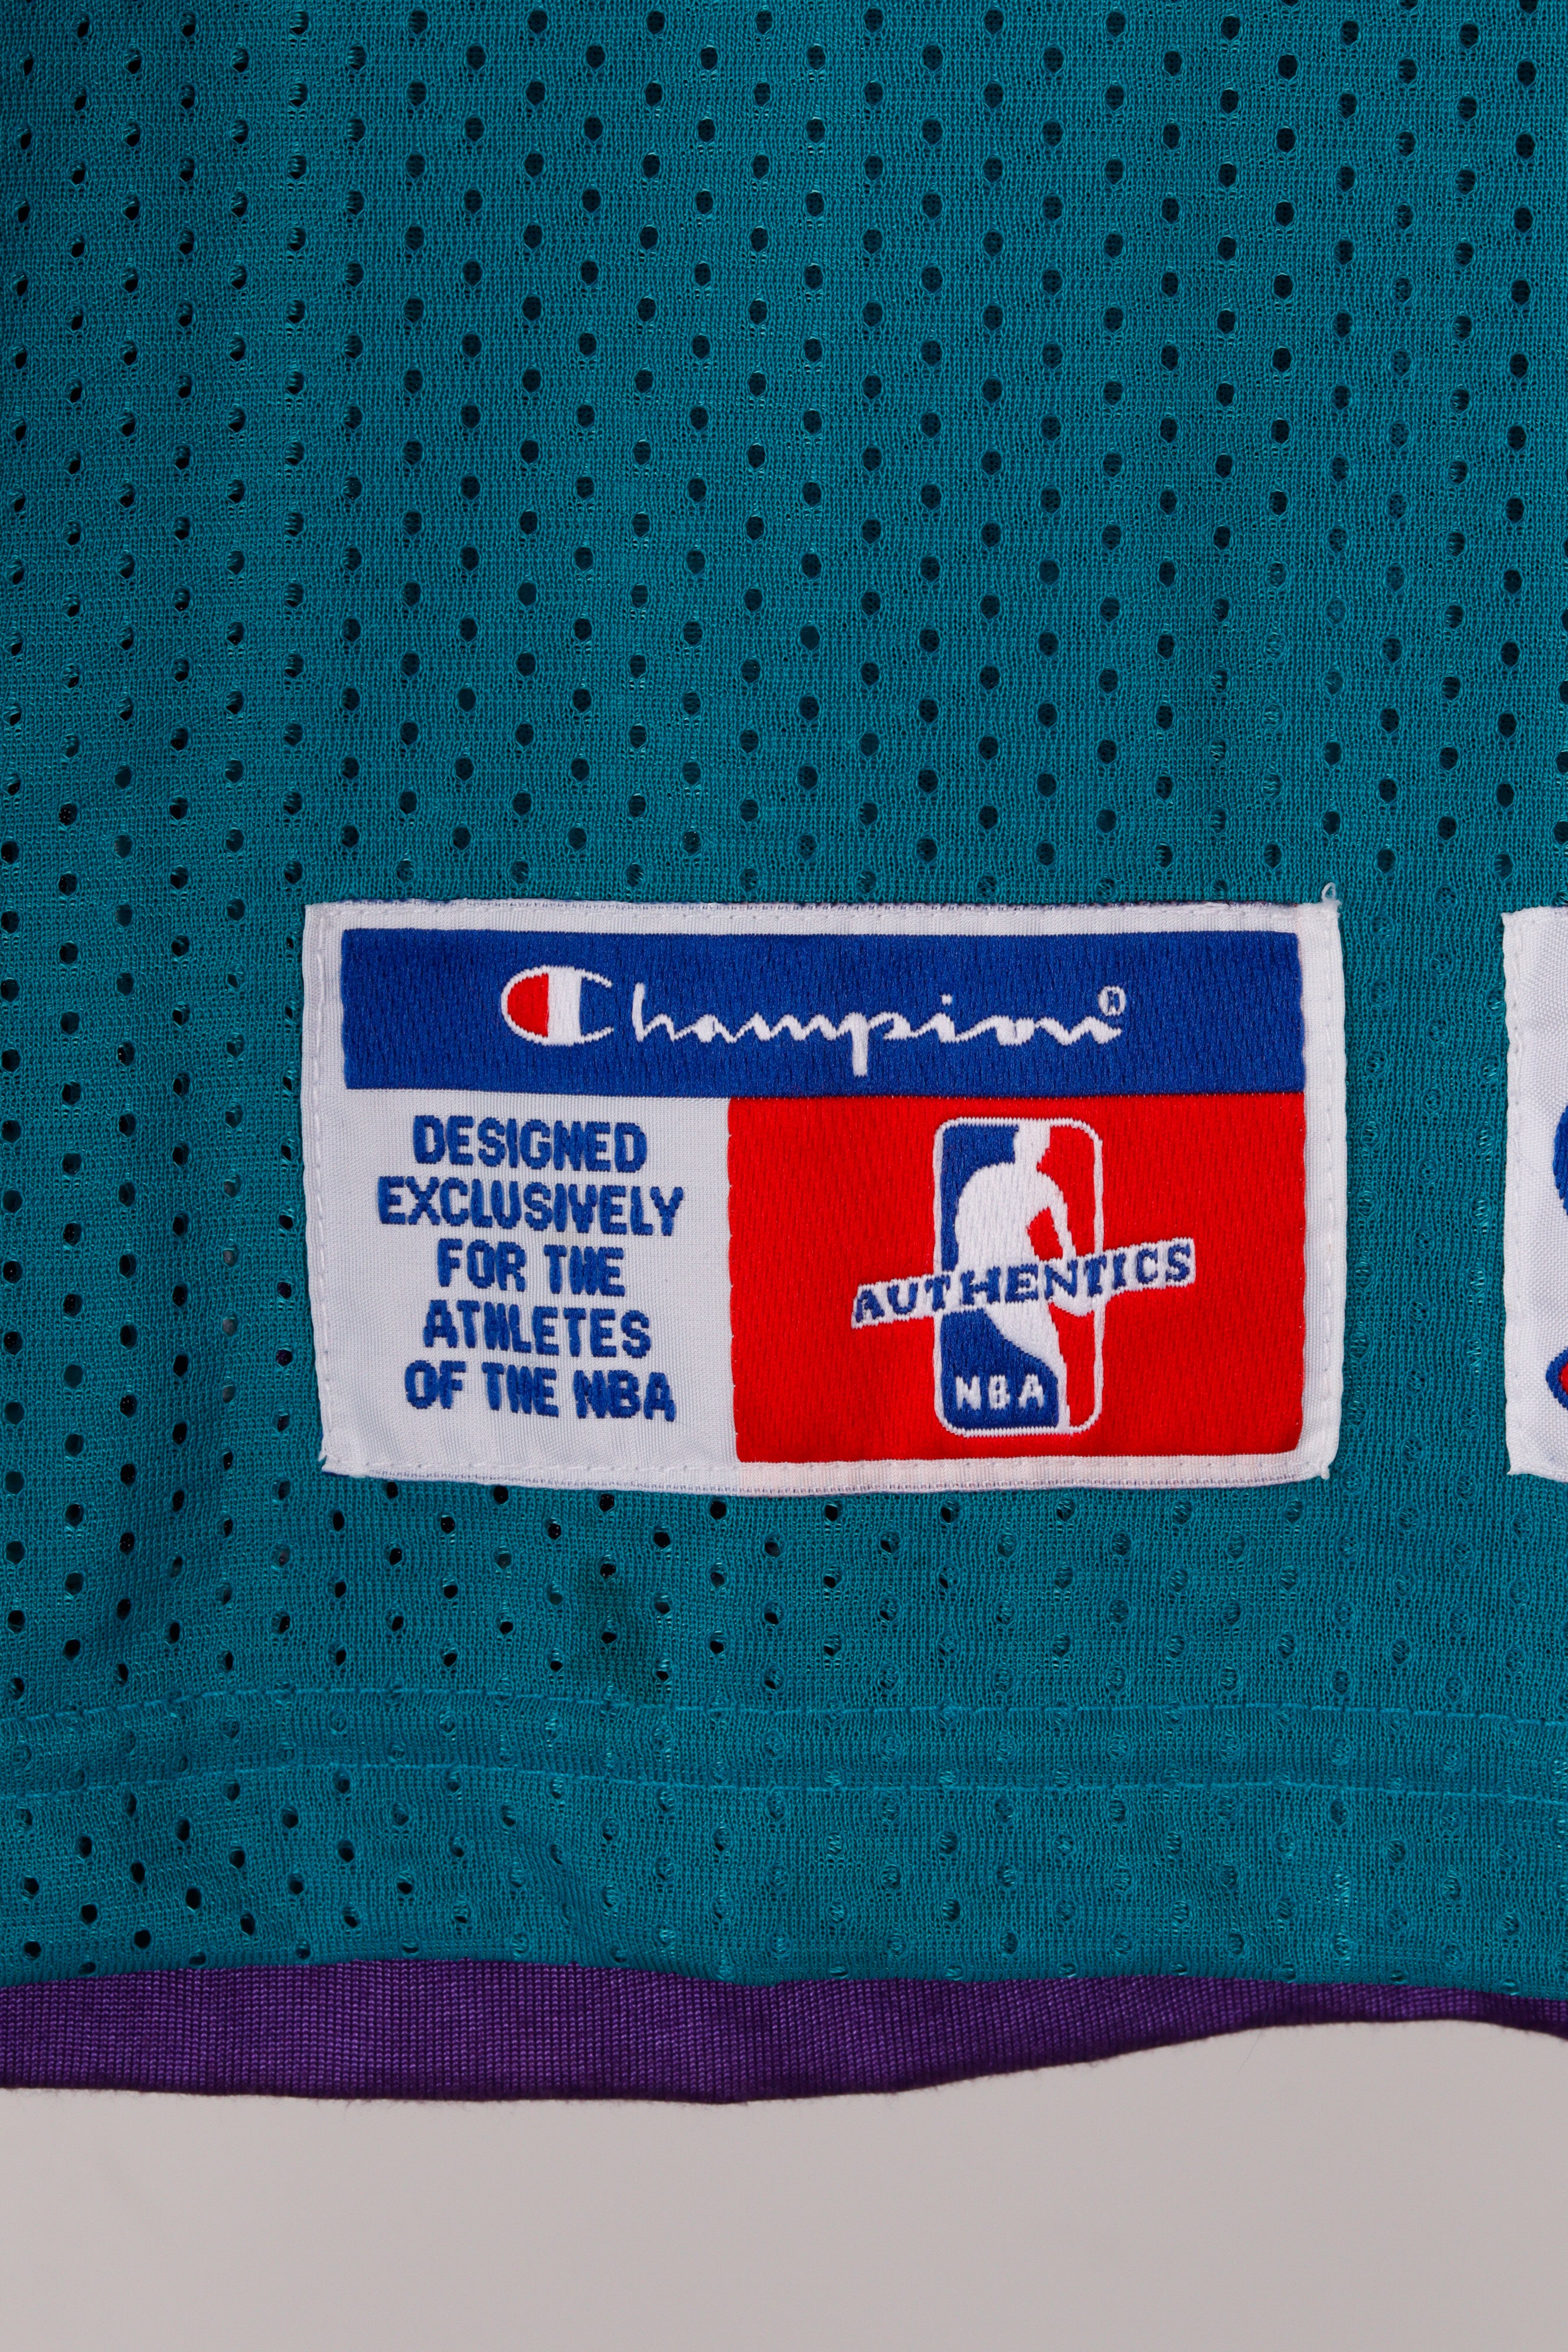 Champion®
DESIGNED
EXCLUSIVELY
FOR THE
ATHLETES
OF THE NBA
AUTHENTICS
NBA